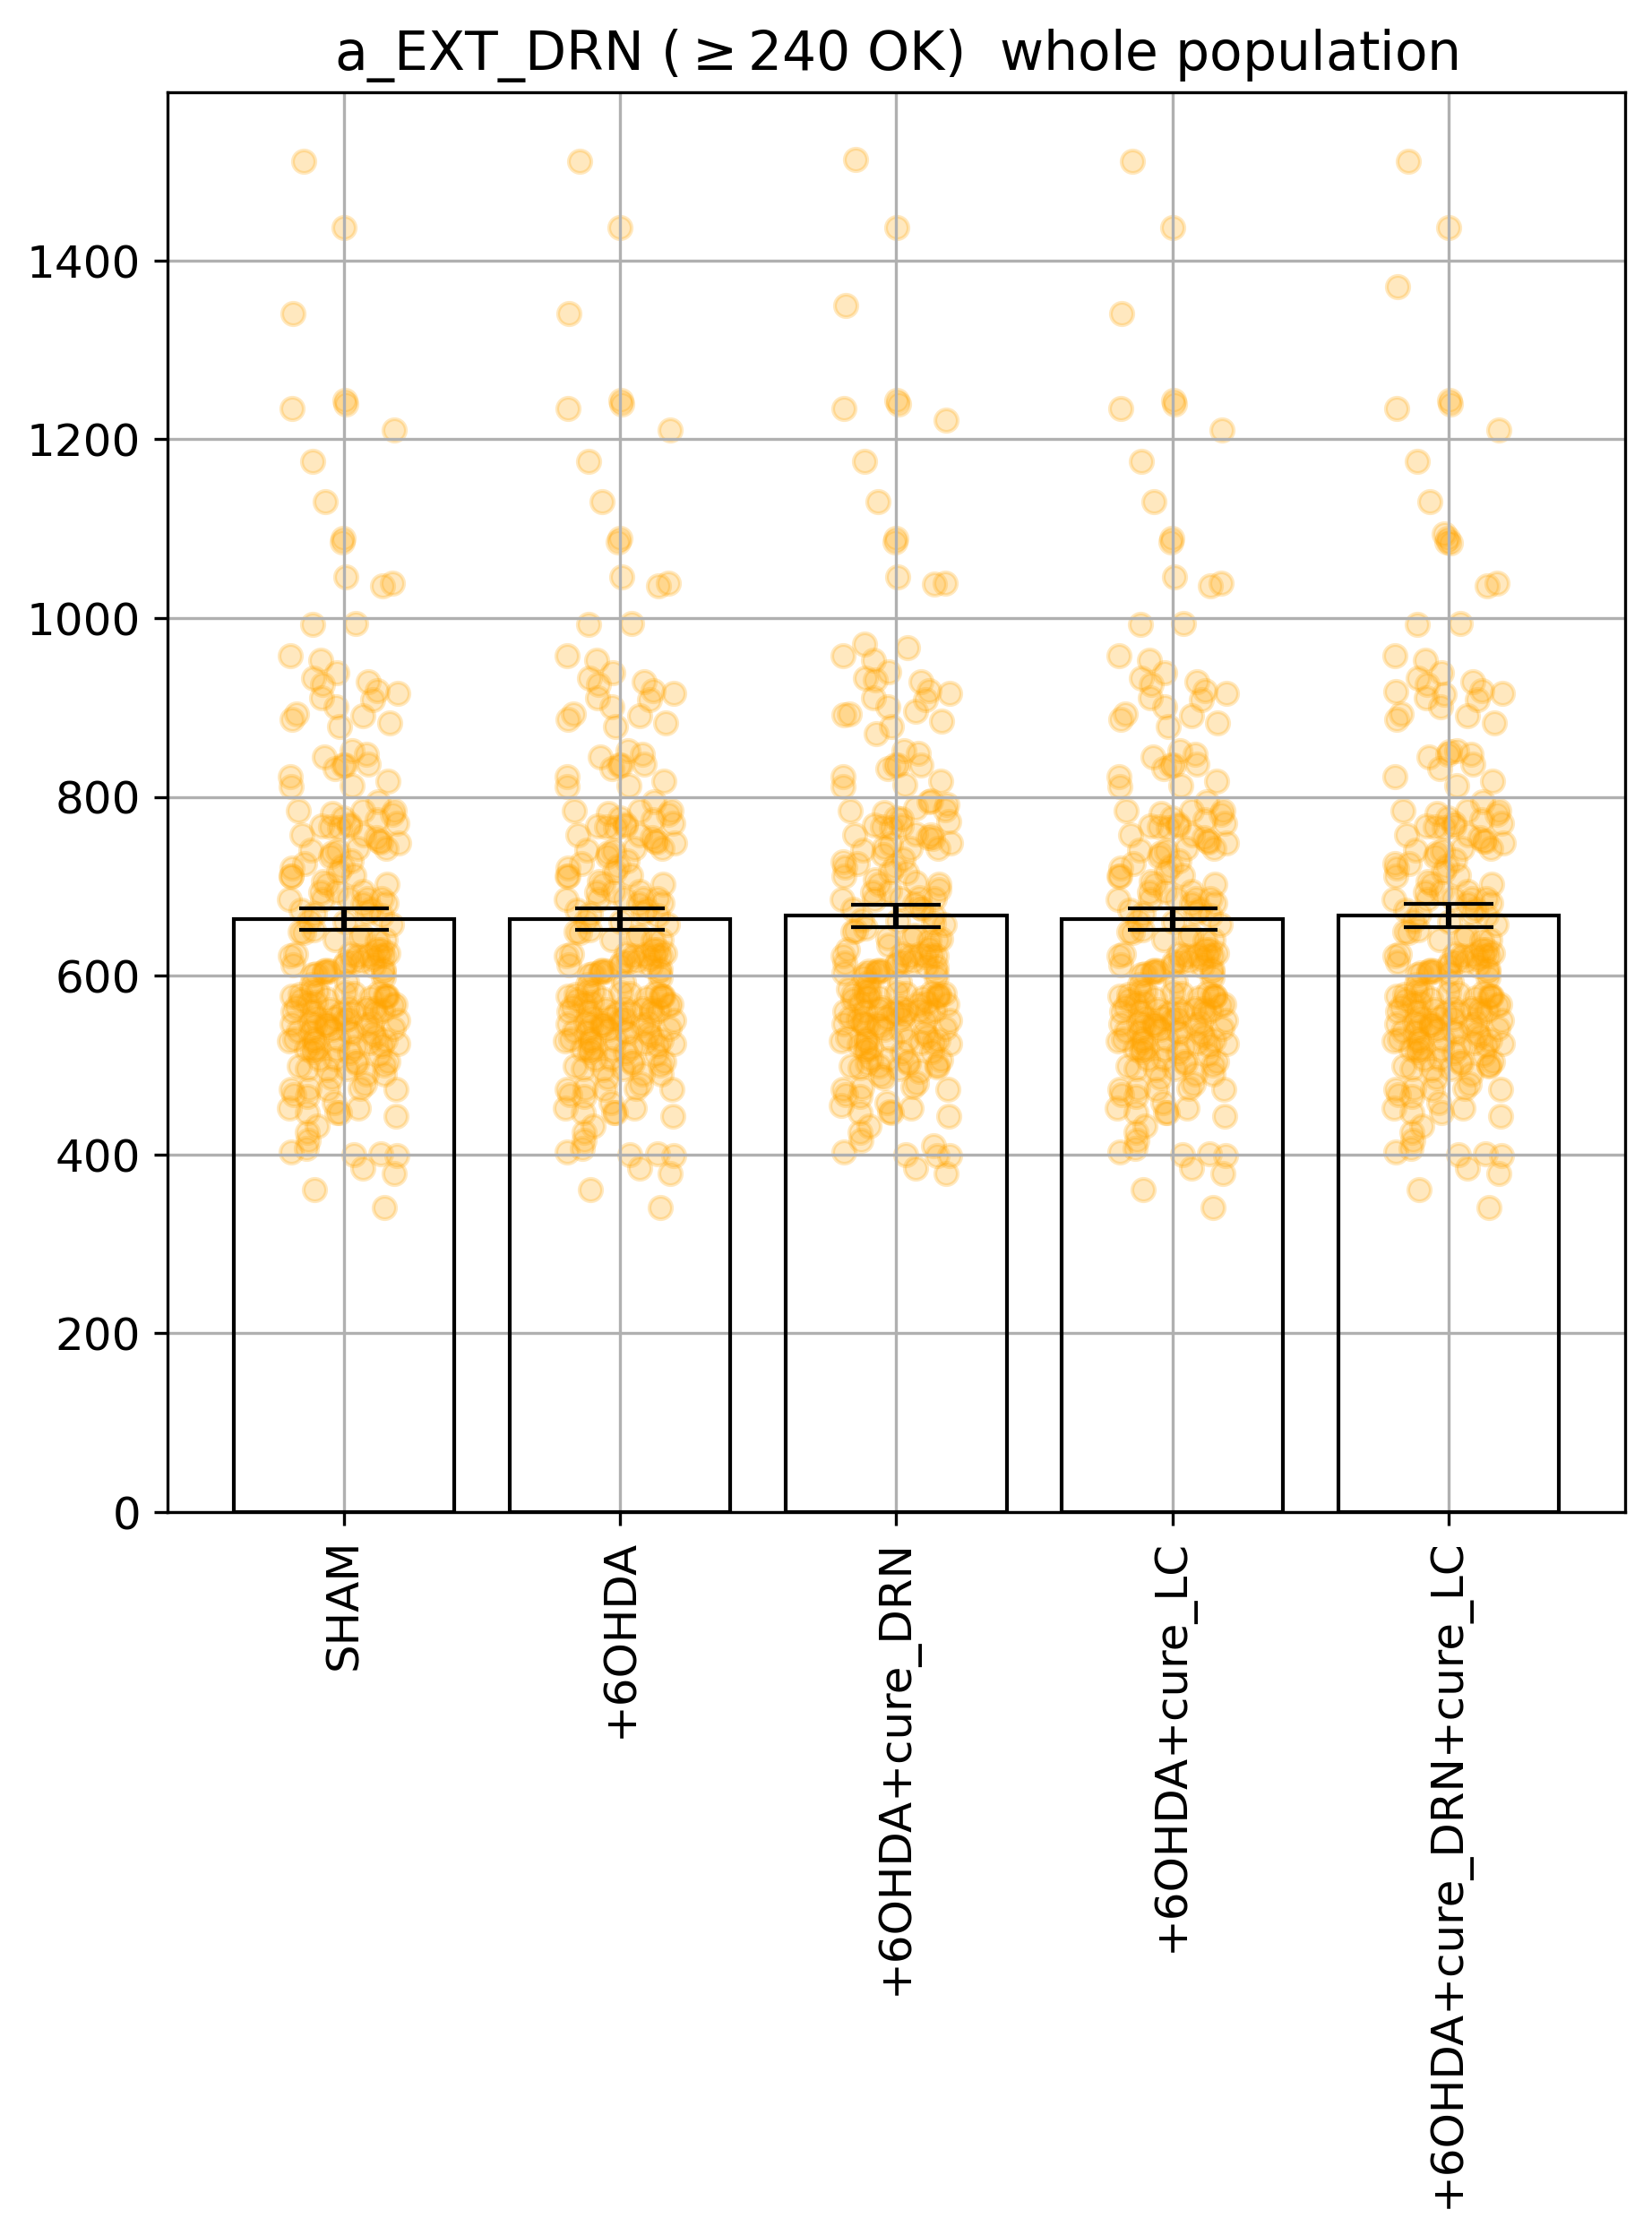 a_EXT_DRN (≥240 OK)  whole population
1400
1200
1000
800
600
400
200
0
SHAM
+6OHDA
+6OHDA+cure_DRN
+6OHDA+cure_LC
+6OHDA+cure_DRN+cure_LC